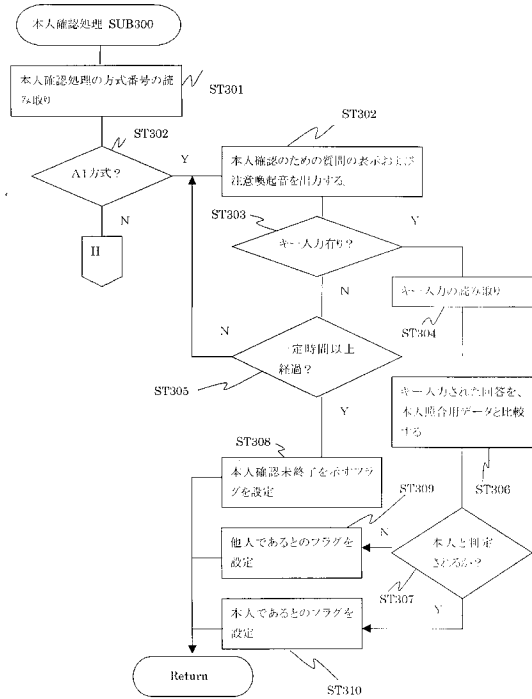 本人確認処理 SUB300
ST301
本人確認処理の方式番号の読
み取り
ST302
A1方式？
Y
N
H
ST302
本人確認のための質問の表示および
注意喚起音を出力する。
ST303
キー入力有り？
Y
N
キー入力の読み取り
ST304
一定時間以上
経過？
N
ST305
Y
キー入力された回答を、
本人照合用データと比較
する
ST306
ST308
本人確認未終了を示すフラ
グを設定
ST309
他人であるとのフラグを
設定
N
本人と判定
されるか？
ST307
Y
本人であるとのフラグを
設定
ST310
Return